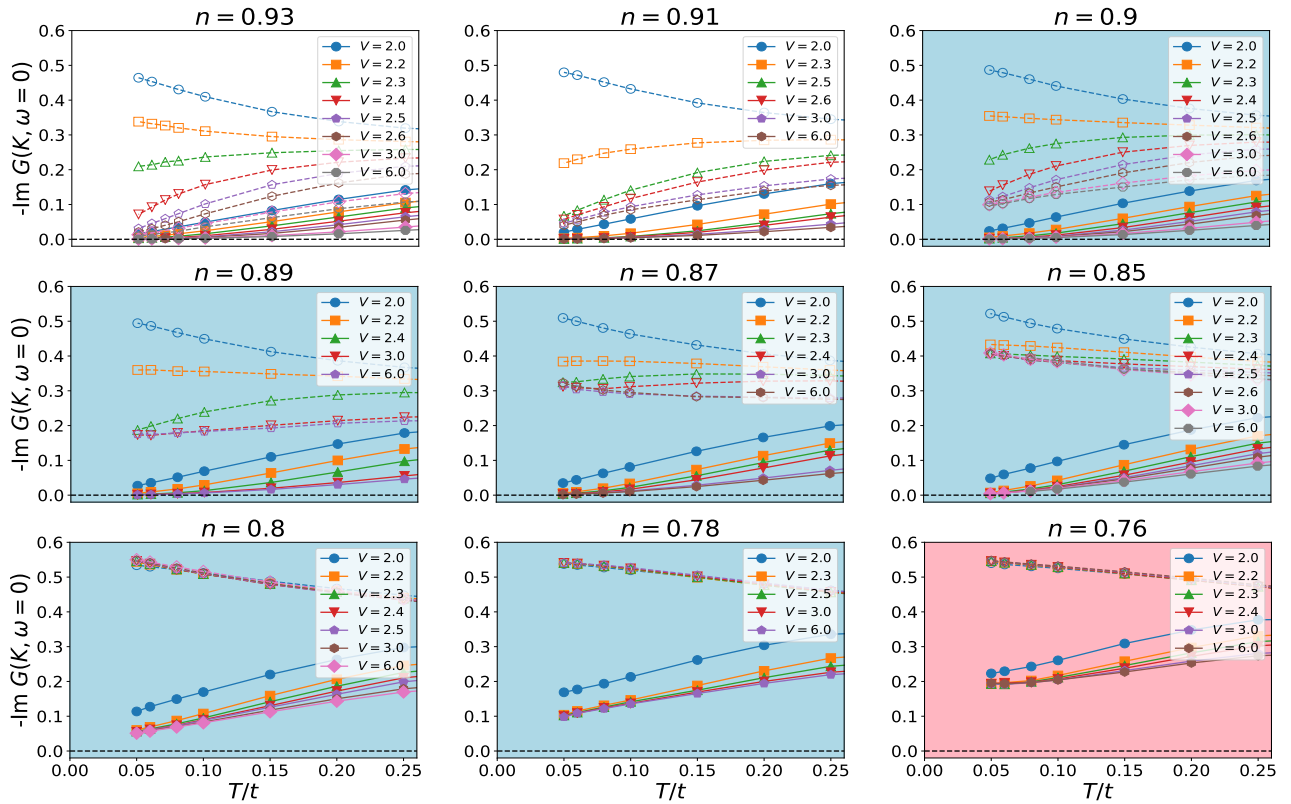 n = 0.93
n = 0.91
n = 0.9
-Im G(K, ω = 0)
0.6
0.5
0.4
0.3
0.2
0.1
0.0
V = 2.0
V = 2.2
V = 2.3
V = 2.4
V = 2.5
V = 2.6
V = 3.0
V = 6.0
V = 2.0
V = 2.3
V = 2.5
V = 2.6
V = 3.0
V = 6.0
V = 2.0
V = 2.2
V = 2.3
V = 2.4
V = 2.5
V = 2.6
V = 3.0
V = 6.0
n = 0.89
n = 0.87
n = 0.85
-Im G(K, ω = 0)
0.6
0.5
0.4
0.3
0.2
0.1
0.0
V = 2.0
V = 2.2
V = 2.4
V = 3.0
V = 6.0
V = 2.0
V = 2.2
V = 2.3
V = 2.4
V = 3.0
V = 6.0
V = 2.0
V = 2.2
V = 2.3
V = 2.4
V = 2.5
V = 2.6
V = 3.0
V = 6.0
n = 0.8
n = 0.78
n = 0.76
-Im G(K, ω = 0)
0.6
0.5
0.4
0.3
0.2
0.1
0.0
V = 2.0
V = 2.2
V = 2.3
V = 2.4
V = 2.5
V = 3.0
V = 6.0
V = 2.0
V = 2.3
V = 2.5
V = 3.0
V = 6.0
V = 2.0
V = 2.2
V = 2.3
V = 2.4
V = 3.0
V = 6.0
0.00 0.05 0.10 0.15 0.20 0.25
0.00 0.05 0.10 0.15 0.20 0.25
0.00 0.05 0.10 0.15 0.20 0.25
T/t
T/t
T/t